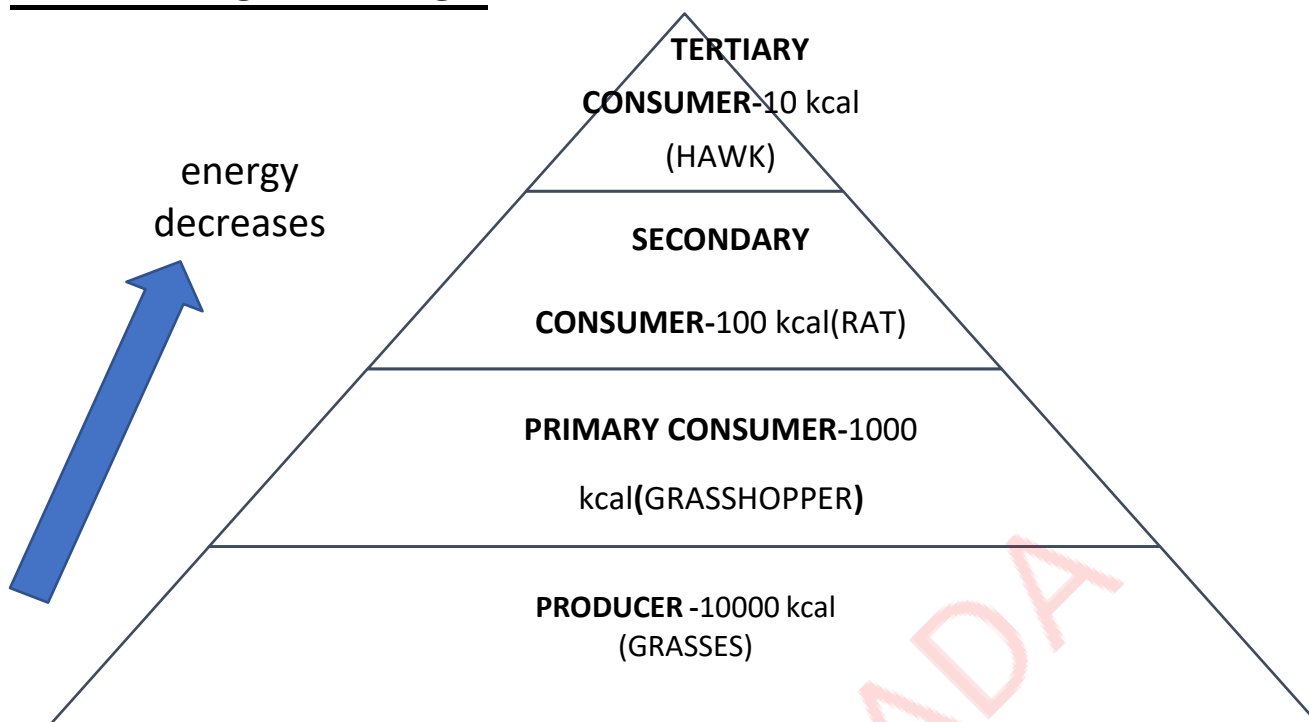 TERTIARY
CONSUMER-10 kcal
(HAWK)
energy
decreases
SECONDARY
CONSUMER-100 kcal(RAT)
PRIMARY CONSUMER-1000
kcal(GRASSHOPPER)
PRODUCER -10000 kcal
(GRASSES)
ADA